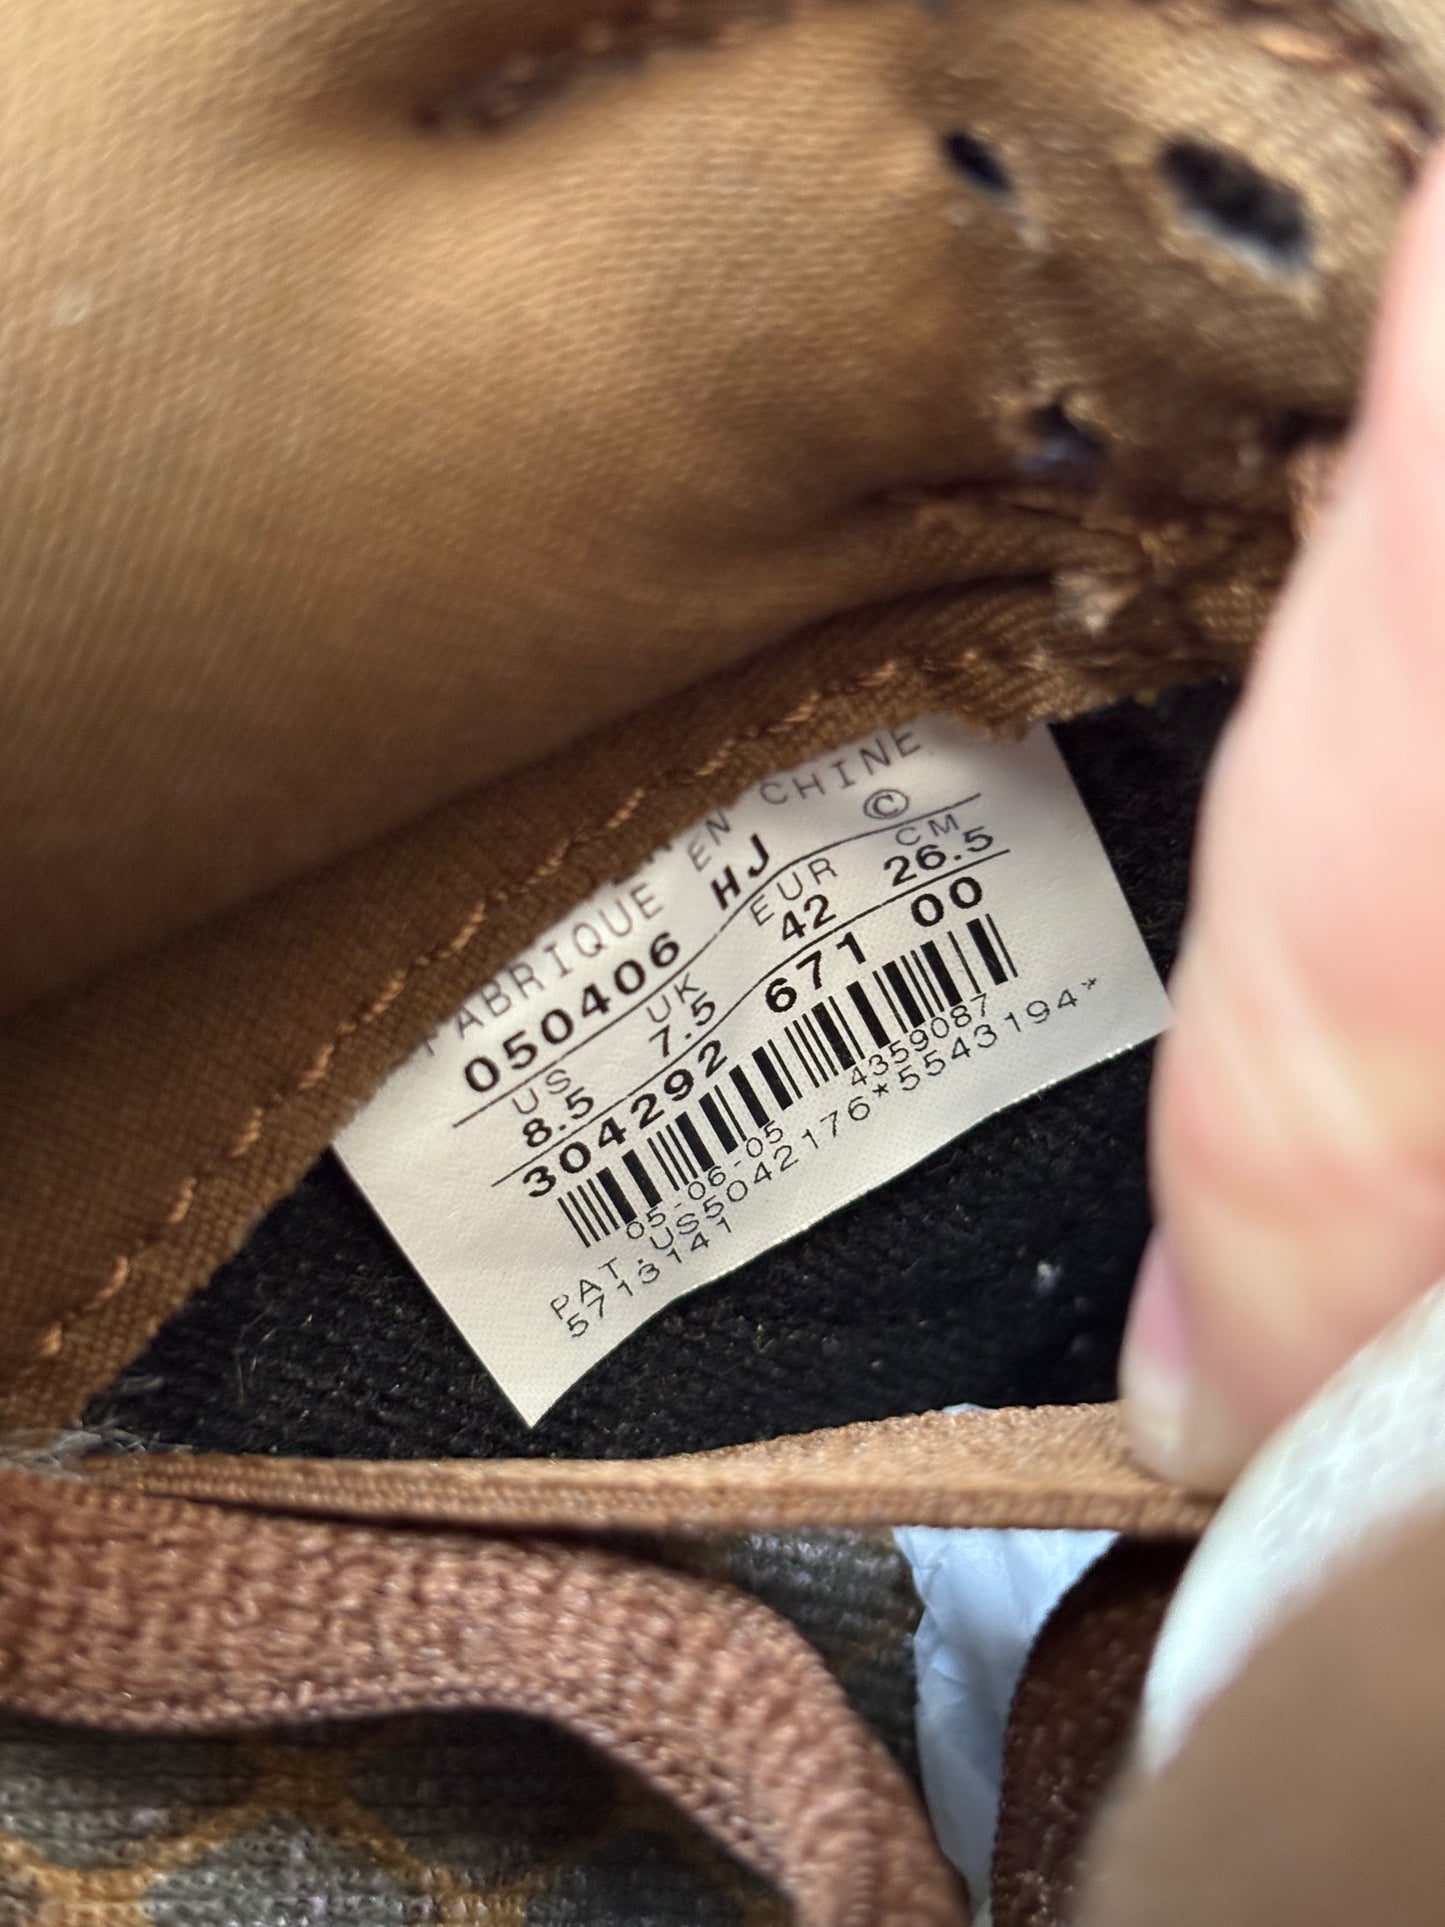 FABRIQUE EN CHINE
050406 HJ ©
US UK EUR CM
8.5 7.5 42 26.5
304292 671 00
05-06-05 4359087
PAT.US5042176*5543194*
5713141